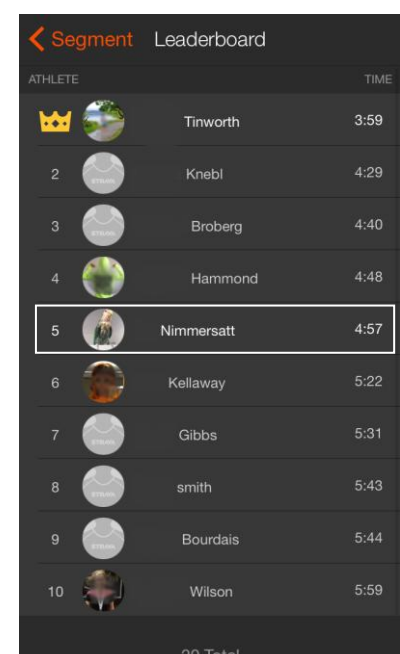 Segment Leaderboard
ATHLETE TIME
Tinworth 3:59
2 Knebl 4:29
3 Broberg 4:40
4 Hammond 4:48
5 Nimmersatt 4:57
6 Kellaway 5:22
7 Gibbs 5:31
8 smith 5:43
9 Bourdais 5:44
10 Wilson 5:59
Total